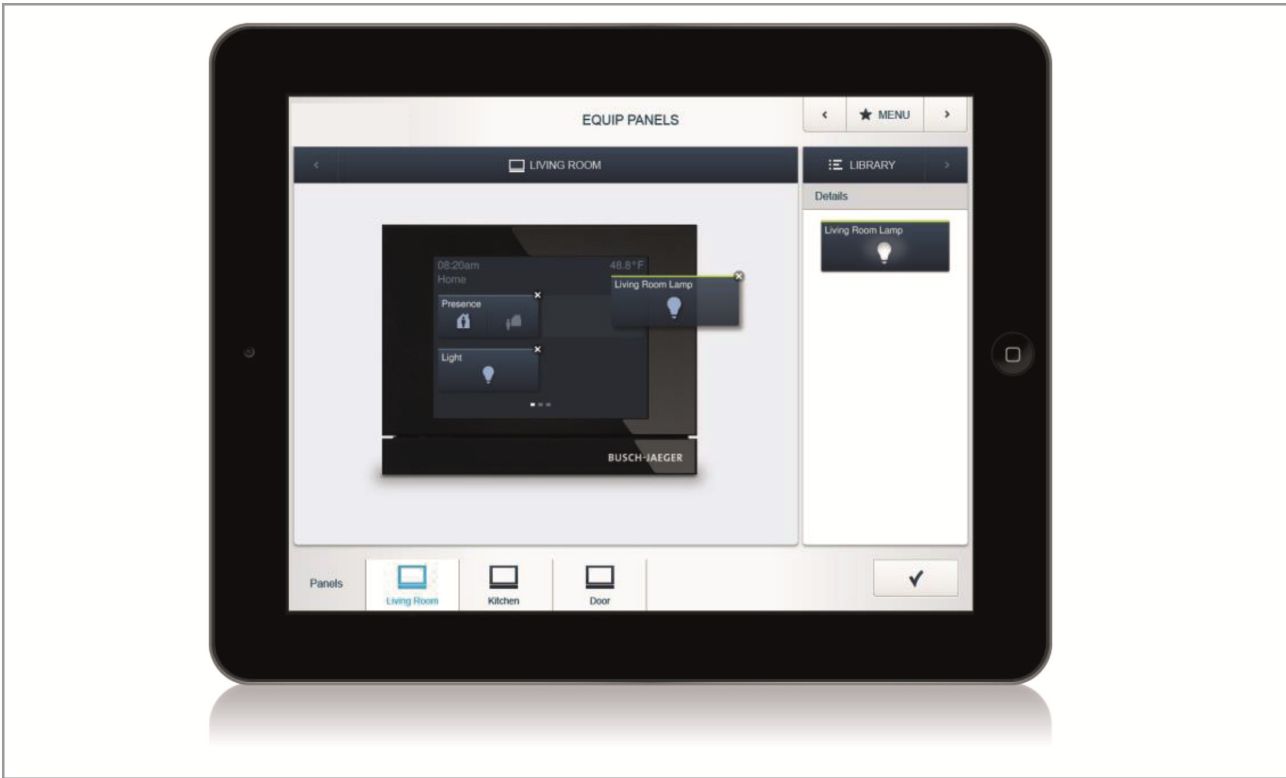 EQUIP PANELS
MENU
LIVING ROOM
LIBRARY
Details
Living Room Lamp
08:20am
48.8°F
Home
Living Room Lamp
Presence
Light
BUSCH-JAEGER
Panels
Living Room
Kitchen
Door